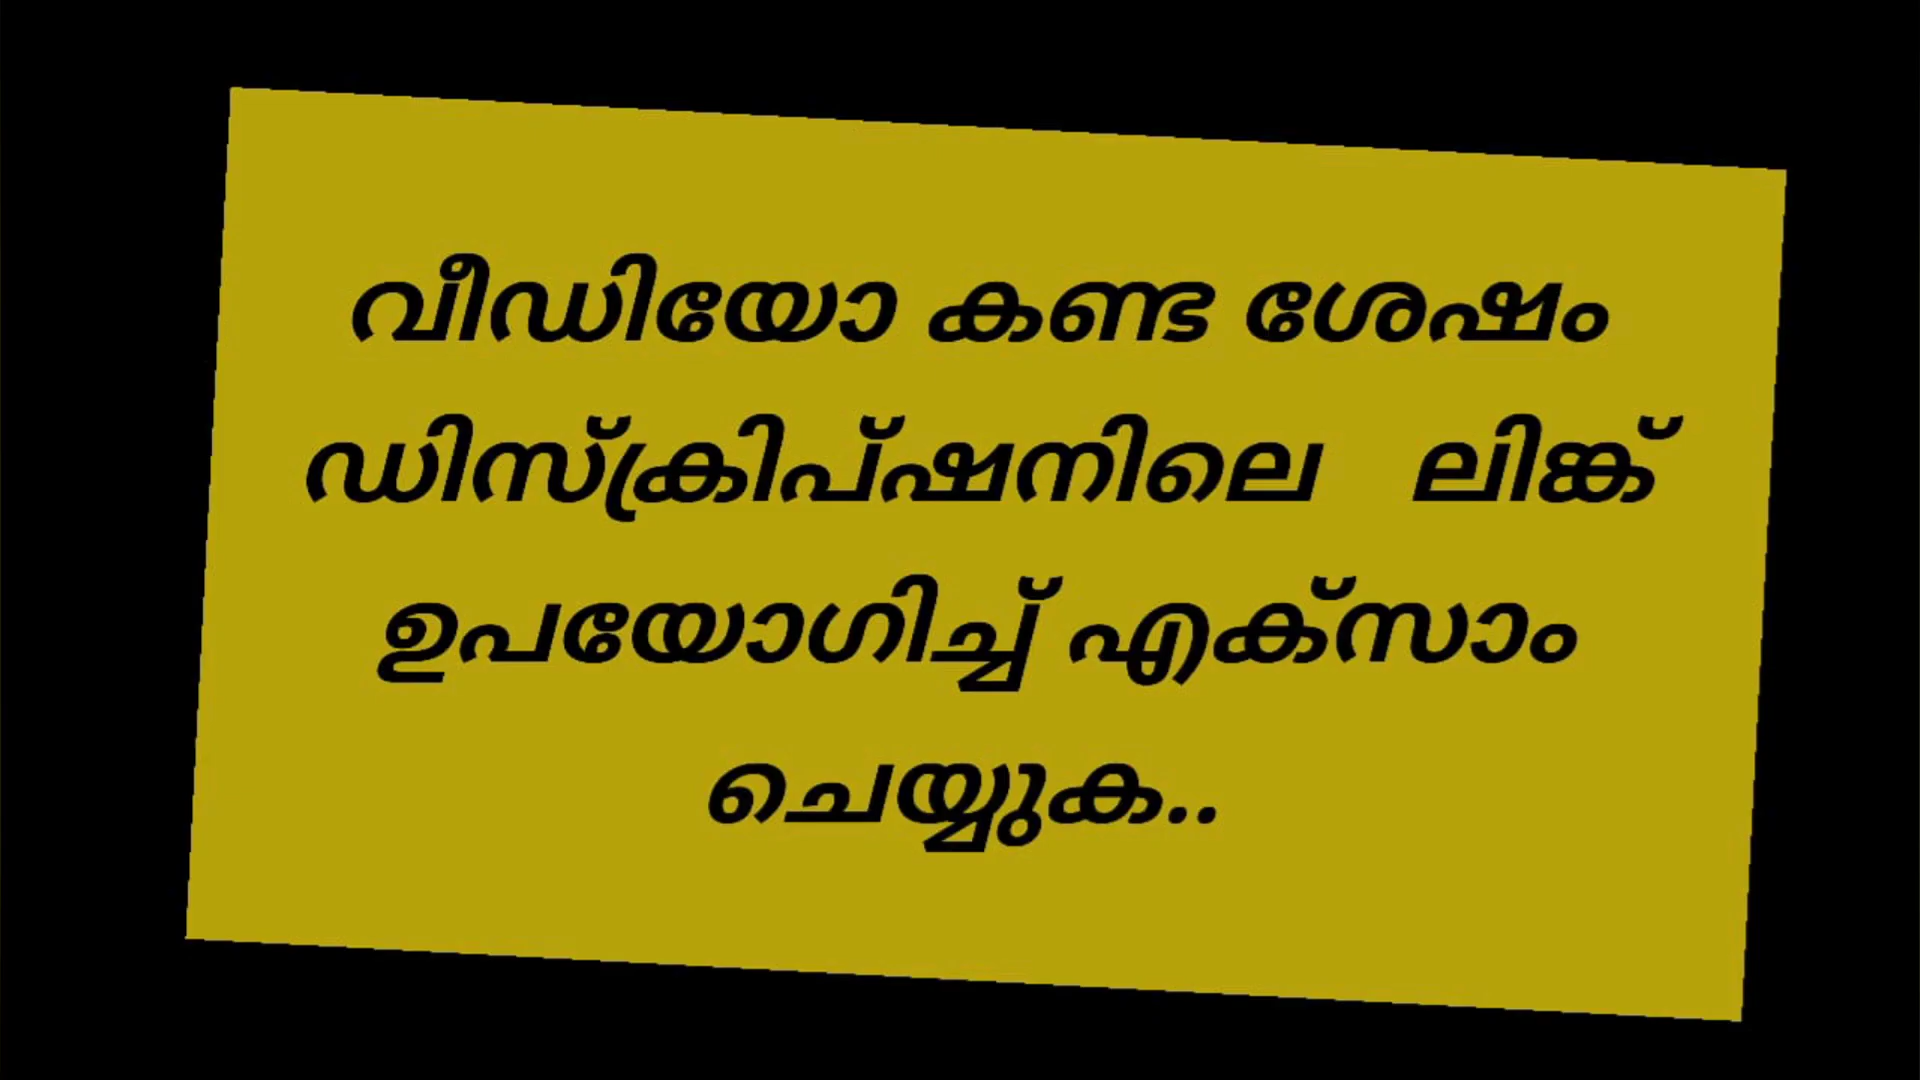 വീഡിയോ കണ്ട ശേഷം
ഡിസ്ക്രിപ്ഷനിലെ ലിങ്ക്
ഉപയോഗിച്ച് എക്സാം
ചെയ്യുക..